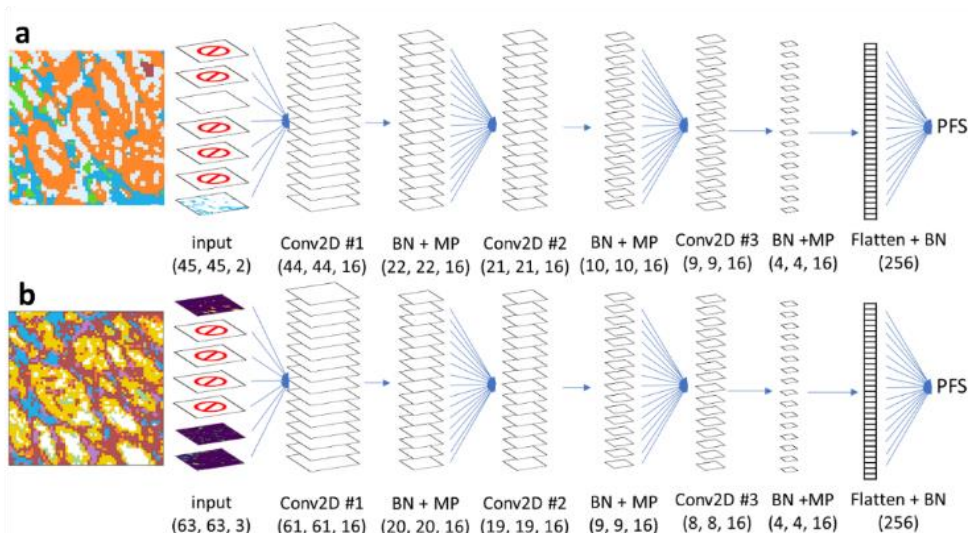 a
PFS
input Conv2D #1 BN + MP Conv2D #2 BN + MP Conv2D #3 BN +MP Flatten + BN
(45, 45, 2) (44, 44, 16) (22, 22, 16) (21, 21, 16) (10, 10, 16) (9, 9, 16) (4, 4, 16) (256)
b
PFS
input Conv2D #1 BN + MP Conv2D #2 BN + MP Conv2D #3 BN +MP Flatten + BN
(63, 63, 3) (61, 61, 16) (20, 20, 16) (19, 19, 16) (9, 9, 16) (8, 8, 16) (4, 4, 16) (256)